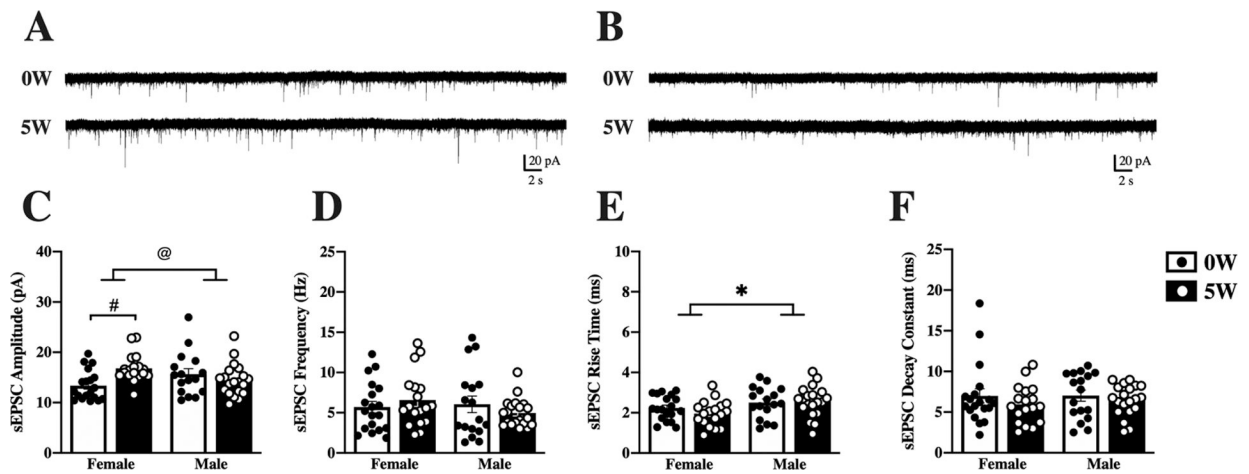 A
B
0W
0W
5W
5W
20 pA
2 s
20 pA
2 s
C
D
E
F
sEPSC Amplitude (pA)
40
30
20
10
0
@
#
Female
Male
sEPSC Frequency (Hz)
25
20
15
10
5
0
Female
Male
sEPSC Rise Time (ms)
10
8
6
4
2
0
*
Female
Male
sEPSC Decay Constant (ms)
25
20
15
10
5
0
Female
Male
0W
5W